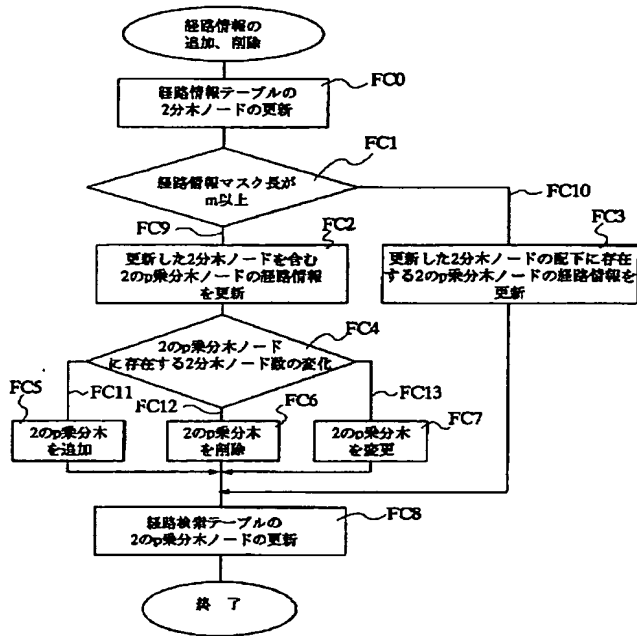 経路情報の
追加、削除
FC0
経路情報テーブルの
2分木ノードの更新
FC1
経路情報マスク長が
m以上
FC9
FC10
FC2
更新した2分木ノードを含む
2のp乗分木ノードの経路情報
を更新
FC3
更新した2分木ノードの配下に存在
する2のp乗分木ノードの経路情報を
更新
FC4
2のp乗分木ノード
に存在する2分木ノード数の変化
FC11
FC12
FC13
FC5
2のp乗分木
を追加
FC6
2のp乗分木
を削除
FC7
2のp乗分木
を変更
FC8
経路検索テーブルの
2のp乗分木ノードの更新
終 了